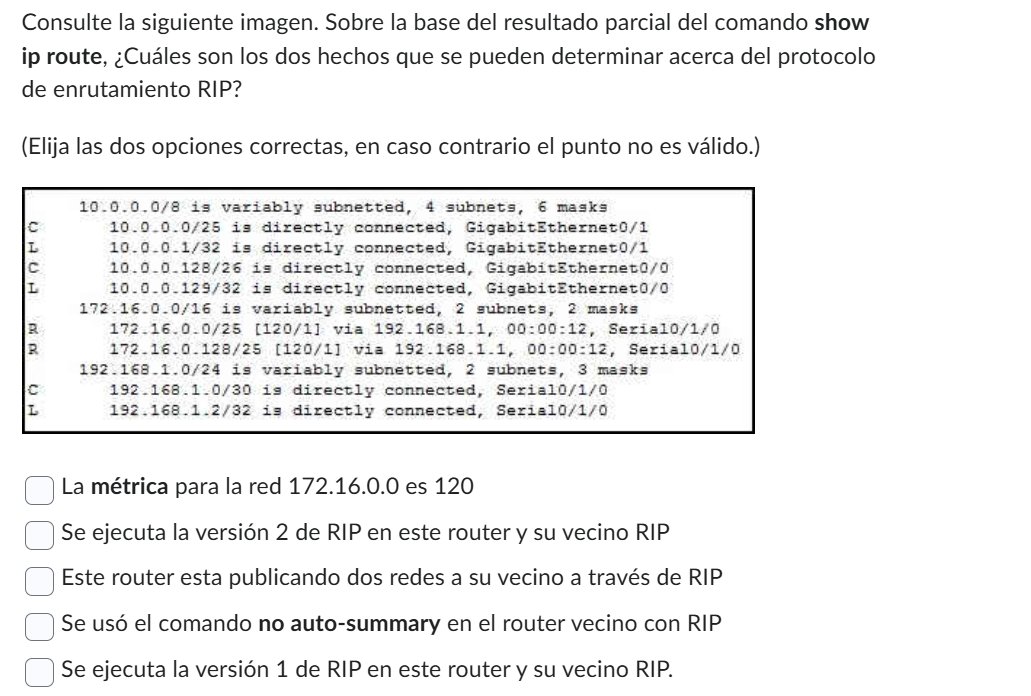 Consulte la siguiente imagen. Sobre la base del resultado parcial del comando show
ip route, ¿Cuáles son los dos hechos que se pueden determinar acerca del protocolo
de enrutamiento RIP?
(Elija las dos opciones correctas, en caso contrario el punto no es válido.)
10.0.0.0/8 is variably subnetted, 4 subnets, 6 masks
C 10.0.0.0/25 is directly connected, GigabitEthernet0/1
L 10.0.0.1/32 is directly connected, GigabitEthernet0/1
C 10.0.0.128/26 is directly connected, GigabitEthernet0/0
L 10.0.0.129/32 is directly connected, GigabitEthernet0/0
172.16.0.0/16 is variably subnetted, 2 subnets, 2 masks
R 172.16.0.0/25 [120/1] via 192.168.1.1, 00:00:12, Serial0/1/0
R 172.16.0.128/25 [120/1] via 192.168.1.1, 00:00:12, Serial0/1/0
192.168.1.0/24 is variably subnetted, 2 subnets, 3 masks
C 192.168.1.0/30 is directly connected, Serial0/1/0
L 192.168.1.2/32 is directly connected, Serial0/1/0
La métrica para la red 172.16.0.0 es 120
Se ejecuta la versión 2 de RIP en este router y su vecino RIP
Este router esta publicando dos redes a su vecino a través de RIP
Se usó el comando no auto-summary en el router vecino con RIP
Se ejecuta la versión 1 de RIP en este router y su vecino RIP.